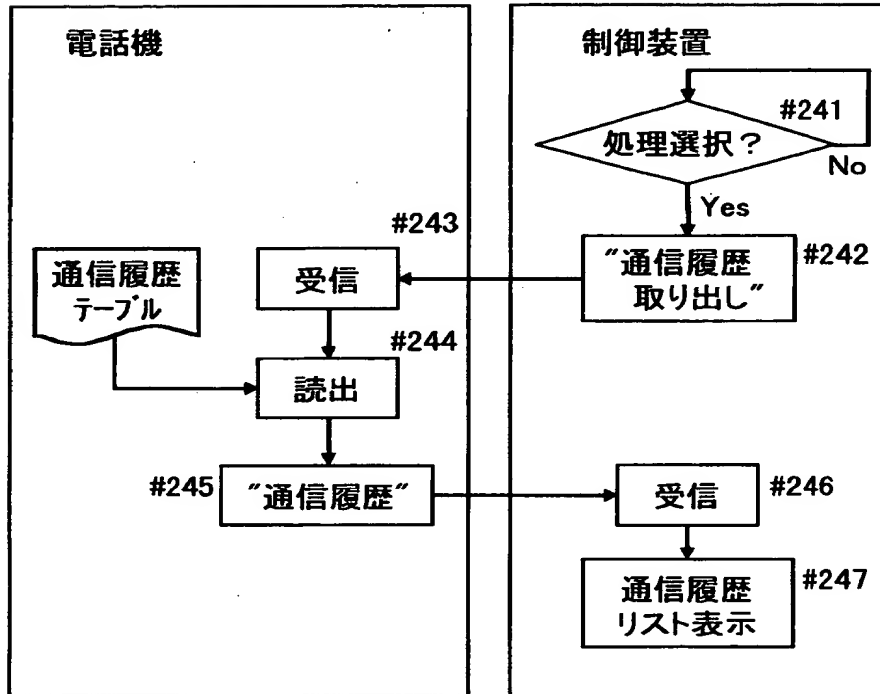 電話機
制御装置
#241
処理選択?
No
Yes
#243
#242
通信履歴
テーブル
受信
"通信履歴
取り出し"
#244
読出
#245
"通信履歴"
受信
#246
通信履歴
リスト表示
#247